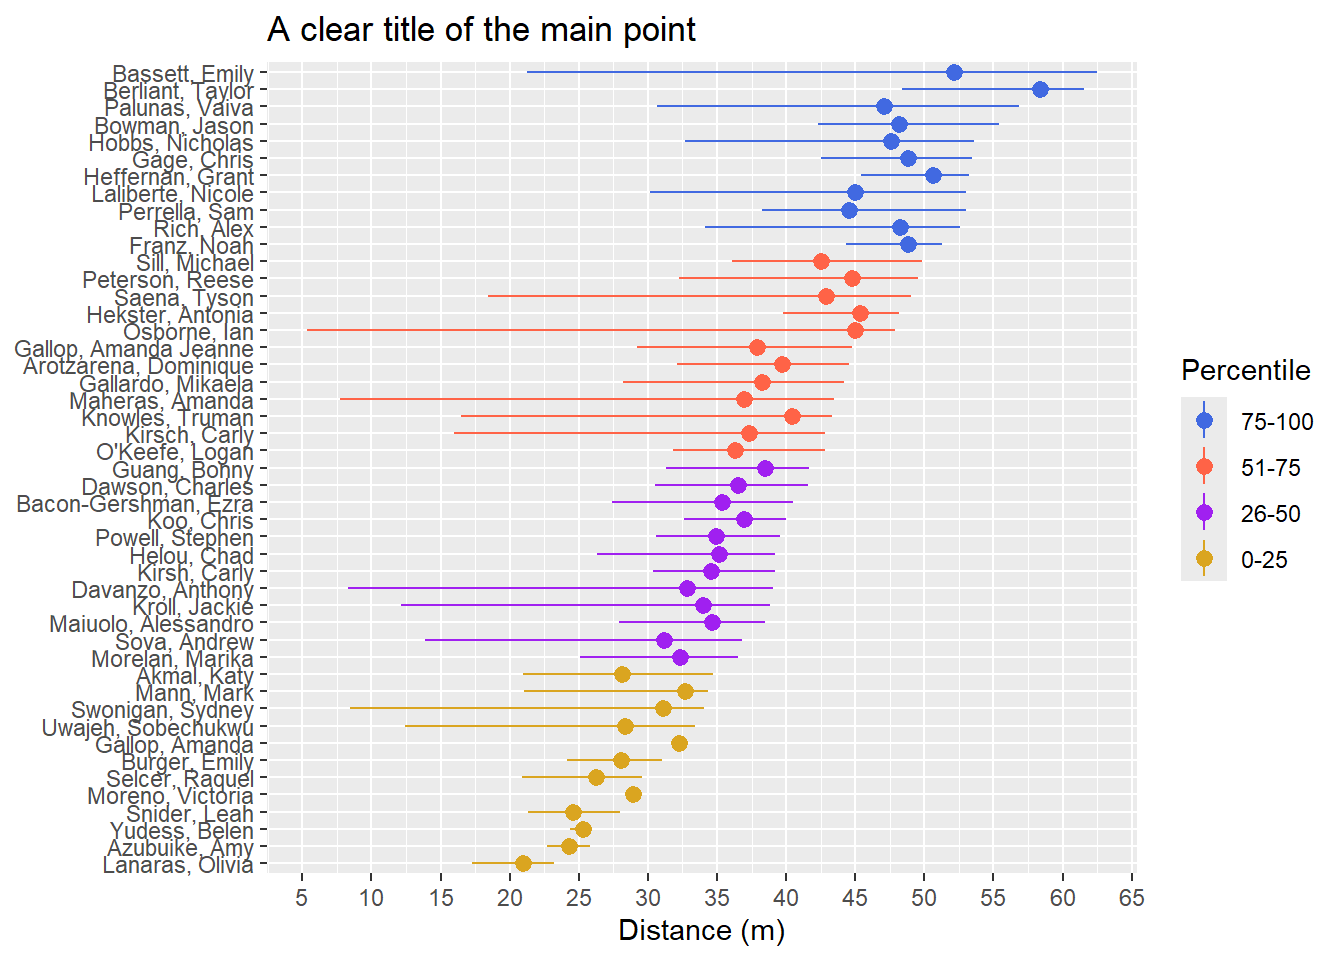 A clear title of the main point
Bassett, Emily
Berliant, Taylor
Palunas, Vaiva
Bowman, Jason
Hobbs, Nicholas
Gage, Chris
Heffernan, Grant
Laliberte, Nicole
Perrella, Sam
Rich, Alex
Franz, Noah
Sill, Michael
Peterson, Reese
Saena, Tyson
Hekster, Antonia
Osborne, Ian
Gallop, Amanda Jeanne
Arotzarena, Dominique
Gallardo, Mikaela
Maheras, Amanda
Knowles, Truman
Kirsch, Carly
O'Keefe, Logan
Guang, Bonny
Dawson, Charles
Bacon-Gershman, Ezra
Koo, Chris
Powell, Stephen
Helou, Chad
Kirsh, Carly
Davanzo, Anthony
Kroll, Jackie
Maiuolo, Alessandro
Sova, Andrew
Morelan, Marika
Akmal, Katy
Mann, Mark
Swonigan, Sydney
Uwajeh, Sobechukwu
Gallop, Amanda
Burger, Emily
Selcer, Raquel
Moreno, Victoria
Snider, Leah
Yudess, Belen
Azubuike, Amy
Lanaras, Olivia
5 10 15 20 25 30 35 40 45 50 55 60 65
Distance (m)
Percentile
75-100
51-75
26-50
0-25